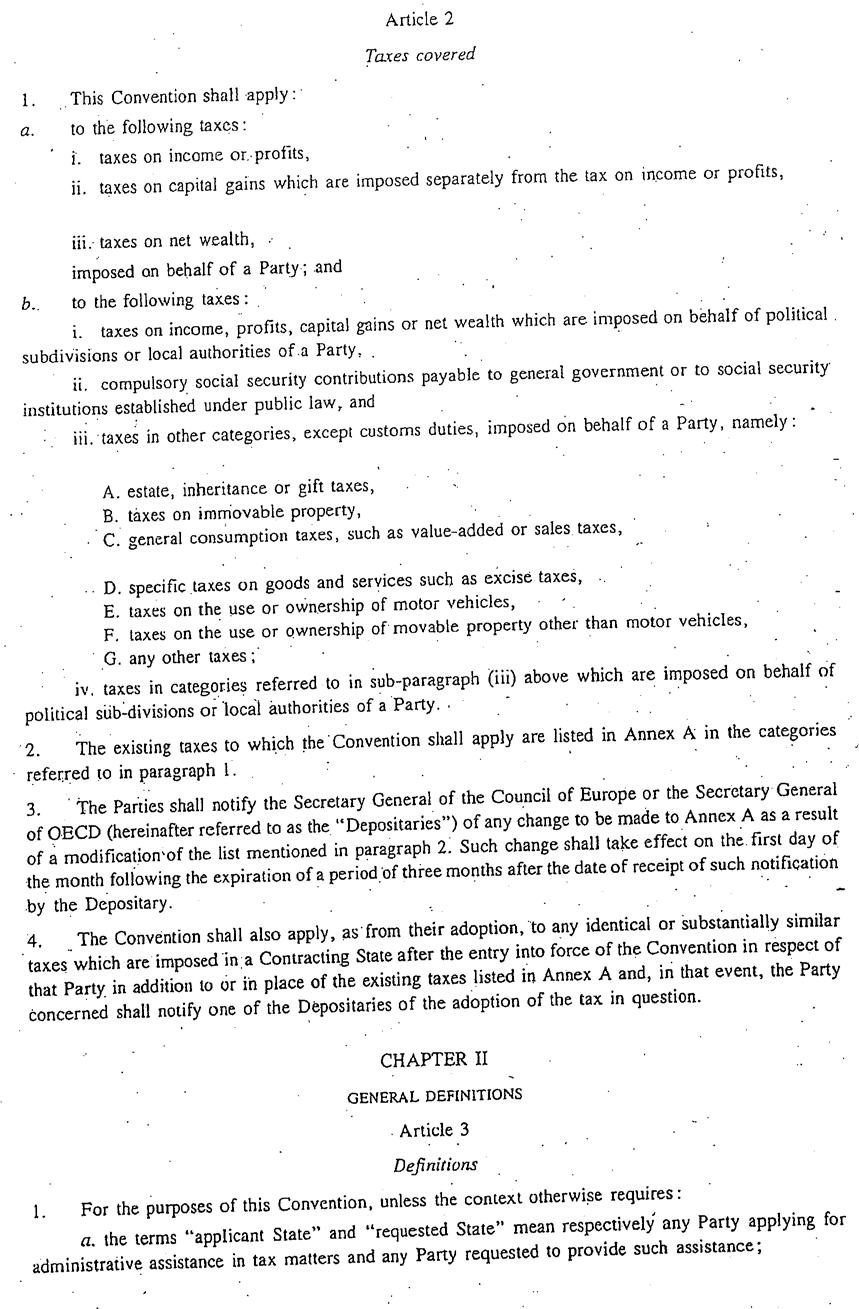 Article 2
Taxes covered
1. This Convention shall apply:
a. to the following taxes:
i. taxes on income or profits,
ii. taxes on capital gains which are imposed separately from the tax on income or profits,
iii. taxes on net wealth,
imposed on behalf of a Party; and
b. to the following taxes:
i. taxes on income, profits, capital gains or net wealth which are imposed on behalf of political
subdivisions or local authorities of a Party,
ii. compulsory social security contributions payable to general government or to social security
institutions established under public law, and
iii. taxes in other categories, except customs duties, imposed on behalf of a Party, namely:
A. estate, inheritance or gift taxes,
B. taxes on immovable property,
C. general consumption taxes, such as value-added or sales taxes,
D. specific taxes on goods and services such as excise taxes,
E. taxes on the use or ownership of motor vehicles,
F. taxes on the use or ownership of movable property other than motor vehicles,
G. any other taxes;
iv. taxes in categories referred to in sub-paragraph (iii) above which are imposed on behalf of
political sub-divisions or local authorities of a Party.
2. The existing taxes to which the Convention shall apply are listed in Annex A in the categories
referred to in paragraph 1.
3. The Parties shall notify the Secretary General of the Council of Europe or the Secretary General
of OECD (hereinafter referred to as the "Depositaries") of any change to be made to Annex A as a result
of a modification of the list mentioned in paragraph 2. Such change shall take effect on the first day of
the month following the expiration of a period of three months after the date of receipt of such notification
by the Depositary.
4. The Convention shall also apply, as from their adoption, to any identical or substantially similar
taxes which are imposed in a Contracting State after the entry into force of the Convention in respect of
that Party in addition to or in place of the existing taxes listed in Annex A and, in that event, the Party
concerned shall notify one of the Depositaries of the adoption of the tax in question.
CHAPTER II
GENERAL DEFINITIONS
Article 3
Definitions
1. For the purposes of this Convention, unless the context otherwise requires:
a. the terms "applicant State" and "requested State" mean respectively any Party applying for
administrative assistance in tax matters and any Party requested to provide such assistance;